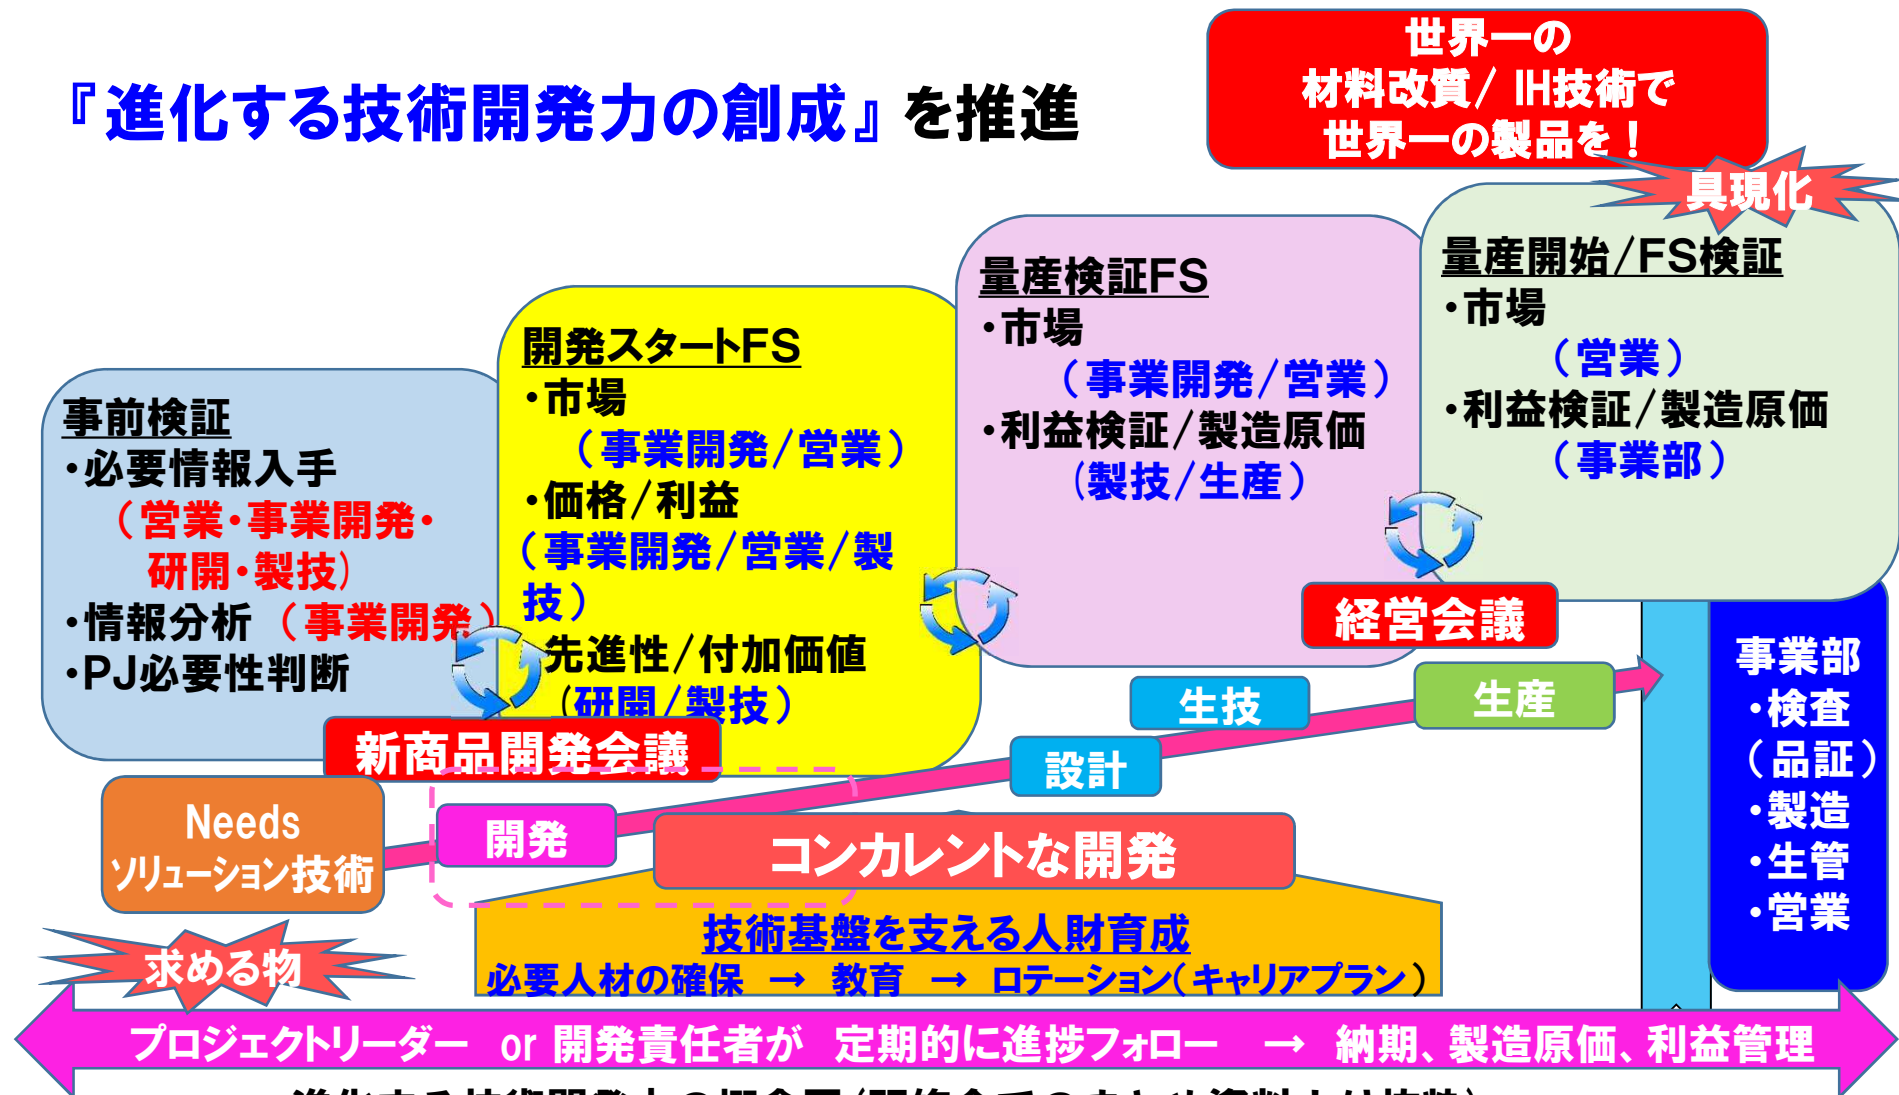 『進化する技術開発力の創成』を推進
世界一の
材料改質/ IH技術で
世界一の製品を！
具現化
事前検証
・必要情報入手
（営業・事業開発・
研開・製技）
・情報分析（事業開発）
・PJ必要性判断
開発スタートFS
・市場
（事業開発/営業）
・価格/利益
（事業開発/営業/製
技）
先進性/付加価値
（研開/製技）
量産検証FS
・市場
（事業開発/営業）
・利益検証/製造原価
（製技/生産）
量産開始/FS検証
・市場
（営業）
・利益検証/製造原価
（事業部）
新商品開発会議
経営会議
Needs
ソリューション技術
開発
設計
生技
生産
コンカレントな開発
技術基盤を支える人財育成
必要人材の確保 → 教育 → ロテーション（キャリアプラン）
事業部
・検査
（品証）
・製造
・生管
・営業
求める物
プロジェクトリーダー or 開発責任者が 定期的に進捗フォロー → 納期、製造原価、利益管理